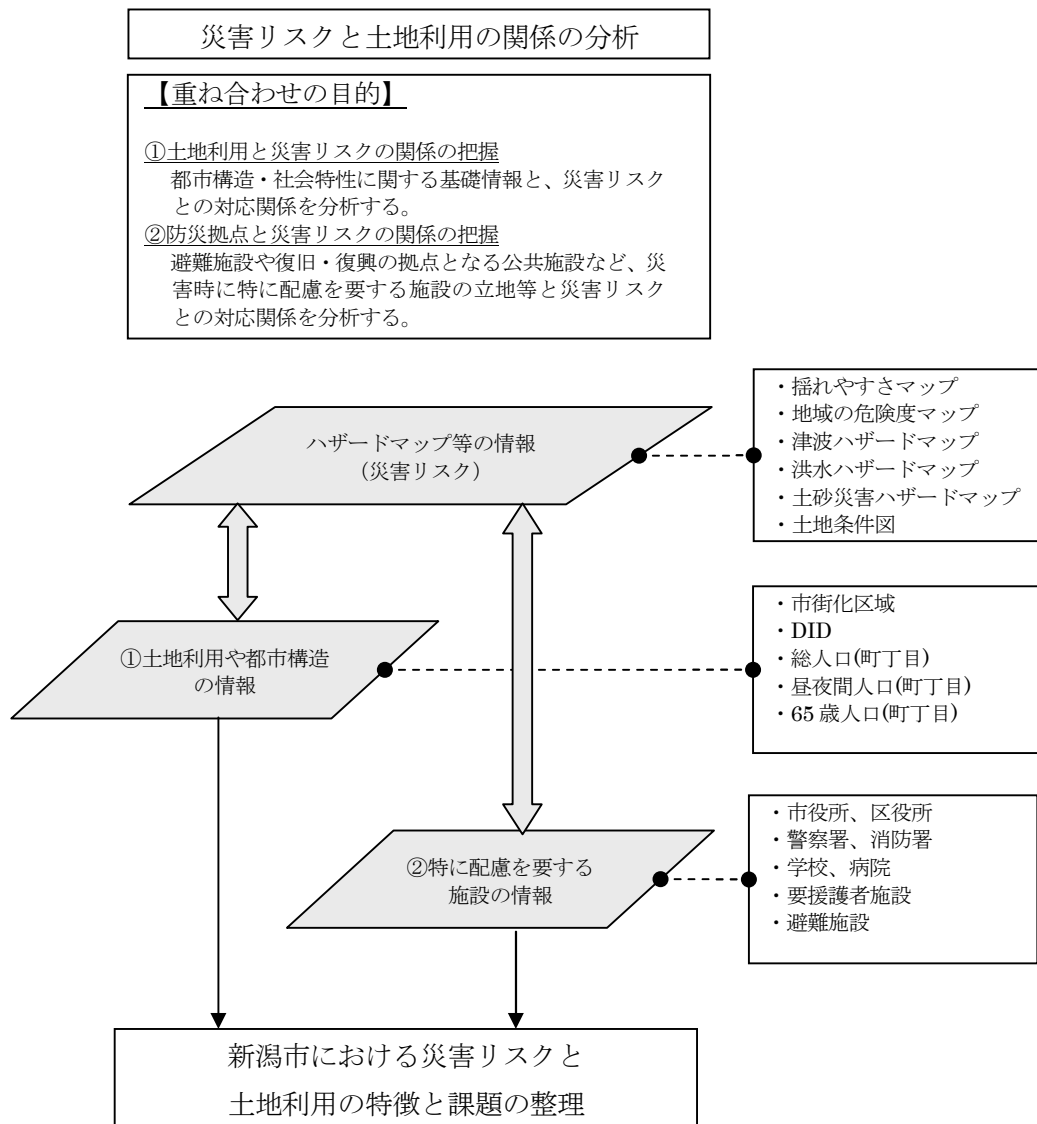 災害リスクと土地利用の関係の分析
【重ね合わせの目的】
①土地利用と災害リスクの関係の把握
都市構造・社会特性に関する基礎情報と、災害リスク
との対応関係を分析する。
②防災拠点と災害リスクの関係の把握
避難施設や復旧・復興の拠点となる公共施設など、災
害時に特に配慮を要する施設の立地等と災害リスク
との対応関係を分析する。
ハザードマップ等の情報
(災害リスク)
・揺れやすさマップ
・地域の危険度マップ
・津波ハザードマップ
・洪水ハザードマップ
・土砂災害ハザードマップ
・土地条件図
①土地利用や都市構造
の情報
・市街化区域
・DID
・総人口(町丁目)
・昼夜間人口(町丁目)
・65 歳人口(町丁目)
②特に配慮を要する
施設の情報
・市役所、区役所
・警察署、消防署
・学校、病院
・要援護者施設
・避難施設
新潟市における災害リスクと
土地利用の特徴と課題の整理